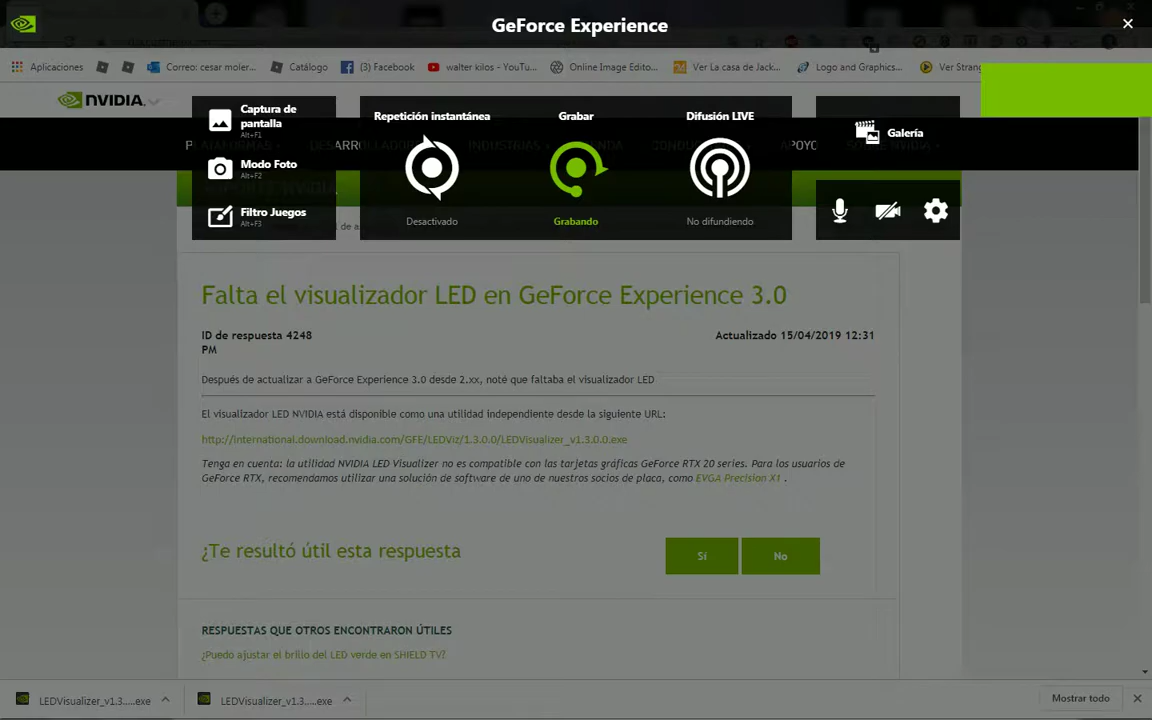 GeForce Experience
Aplicaciones
Correo: cesar molier...
Catálogo
(3) Facebook
walter kilos - YouTu...
Online Image Edito...
Ver La casa de Jack...
Logo and Graphics...
Ver Strang
NVIDIA.
Captura de
pantalla
Alt+F1
Modo Foto
Alt+F2
Filtro Juegos
Alt+F3
Repetición instantánea
Desactivado
Grabar
Grabando
Difusión LIVE
No difundiendo
Galería
INDUSTRIAS
APOYO
Falta el visualizador LED en GeForce Experience 3.0
ID de respuesta 4248
Actualizado 15/04/2019 12:31
PM
Después de actualizar a GeForce Experience 3.0 desde 2.xx, noté que faltaba el visualizador LED
El visualizador LED NVIDIA está disponible como una utilidad independiente desde la siguiente URL:
http://international.download.nvidia.com/GFE/LEDViz/1.3.0.0/LEDVisualizer_v1.3.0.0.exe
Tenga en cuenta: la utilidad NVIDIA LED Visualizer no es compatible con las tarjetas gráficas GeForce RTX 20 series. Para los usuarios de
GeForce RTX, recomendamos utilizar una solución de software de uno de nuestros socios de placa, como EVGA Precision X1 .
¿Te resultó útil esta respuesta
Sí
No
RESPUESTAS QUE OTROS ENCONTRARON ÚTILES
¿Puedo ajustar el brillo del LED verde en SHIELD TV?
LEDVisualizer_v1.3.....exe
LEDVisualizer_v1.3.....exe
Mostrar todo